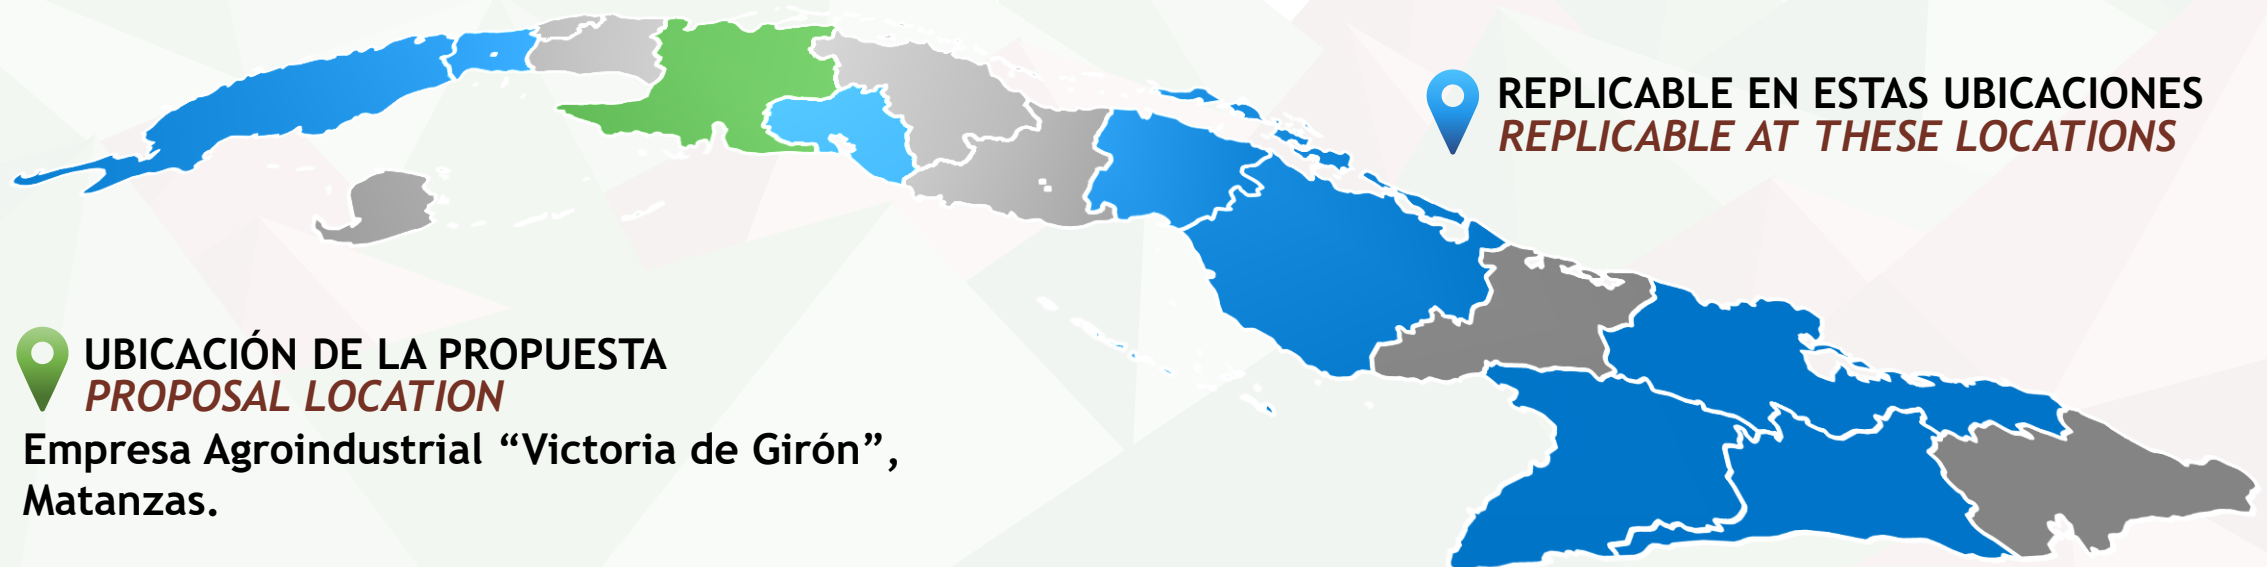 REPLICABLE EN ESTAS UBICACIONES
REPLICABLE AT THESE LOCATIONS
UBICACIÓN DE LA PROPUESTA
PROPOSAL LOCATION
Empresa Agroindustrial “Victoria de Girón”,
Matanzas.